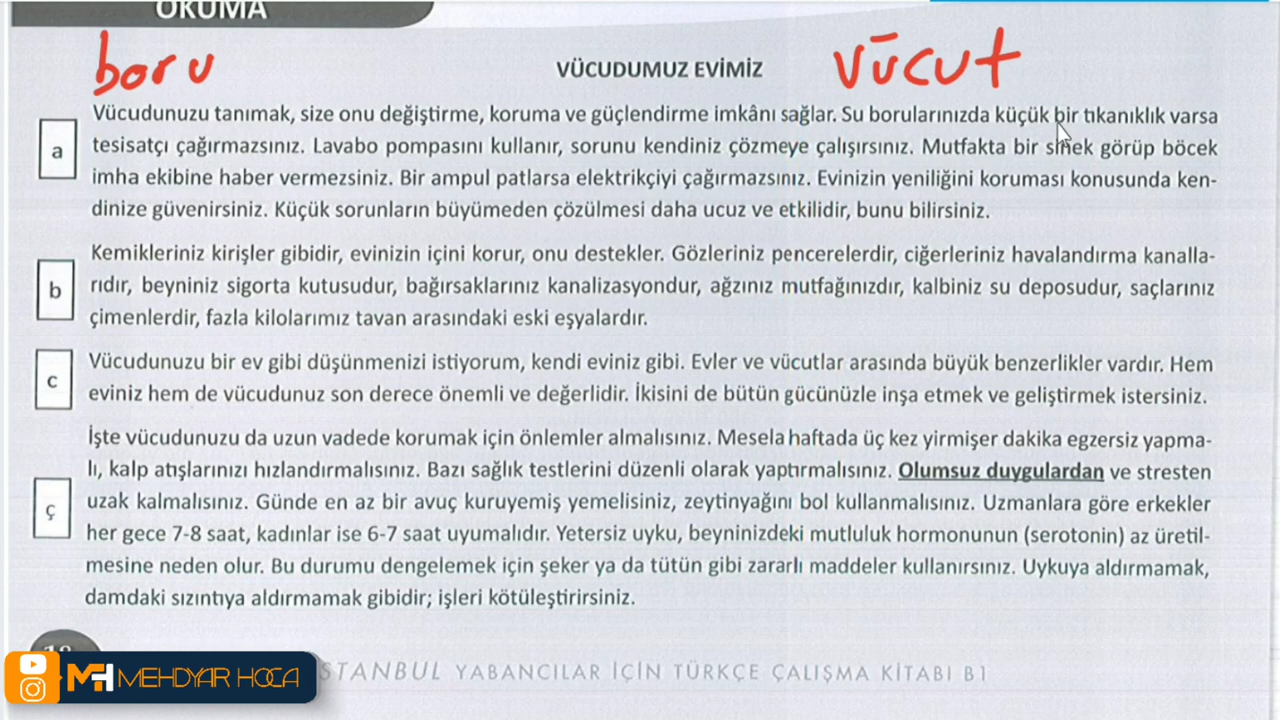 OKUMA
boru
vücut
VÜCUDUMUZ EVİMİZ
a
Vücudunuzu tanımak, size onu değiştirme, koruma ve güçlendirme imkânı sağlar. Su borularınızda küçük bir tıkanıklık varsa
tesisatçı çağırmazsınız. Lavabo pompasını kullanır, sorunu kendiniz çözmeye çalışırsınız. Mutfakta bir sinek görüp böcek
imha ekibine haber vermezsiniz. Bir ampul patlarsa elektrikçiyi çağırmazsınız. Evinizin yeniliğini koruması konusunda ken-
dinize güvenirsiniz. Küçük sorunların büyümeden çözülmesi daha ucuz ve etkilidir, bunu bilirsiniz.
b
Kemikleriniz kirişler gibidir, evinizin içini korur, onu destekler. Gözleriniz pencerelerdir, ciğerleriniz havalandırma kanalla-
rıdır, beyniniz sigorta kutusudur, bağırsaklarınız kanalizasyondur, ağzınız mutfağınızdır, kalbiniz su deposudur, saçlarınız
çimenlerdir, fazla kilolarımız tavan arasındaki eski eşyalardır.
c
Vücudunuzu bir ev gibi düşünmenizi istiyorum, kendi eviniz gibi. Evler ve vücutlar arasında büyük benzerlikler vardır. Hem
eviniz hem de vücudunuz son derece önemli ve değerlidir. İkisini de bütün gücünüzle inşa etmek ve geliştirmek istersiniz.
ç
İşte vücudunuzu da uzun vadede korumak için önlemler almalısınız. Mesela haftada üç kez yirmişer dakika egzersiz yapma-
lı, kalp atışlarınızı hızlandırmalısınız. Bazı sağlık testlerini düzenli olarak yaptırmalısınız. Olumsuz duygulardan ve stresten
uzak kalmalısınız. Günde en az bir avuç kuruyemiş yemelisiniz, zeytinyağını bol kullanmalısınız. Uzmanlara göre erkekler
her gece 7-8 saat, kadınlar ise 6-7 saat uyumalıdır. Yetersiz uyku, beyninizdeki mutluluk hormonunun (serotonin) az üretil-
mesine neden olur. Bu durumu dengelemek için şeker ya da tütün gibi zararlı maddeler kullanırsınız. Uykuya aldırmamak,
damdaki sızıntıya aldırmamak gibidir; işleri kötüleştirirsiniz.
MH MEHDYAR HOCA
STANBUL YABANCILAR İÇİN TÜRKÇE ÇALIŞMA KİTABI B1